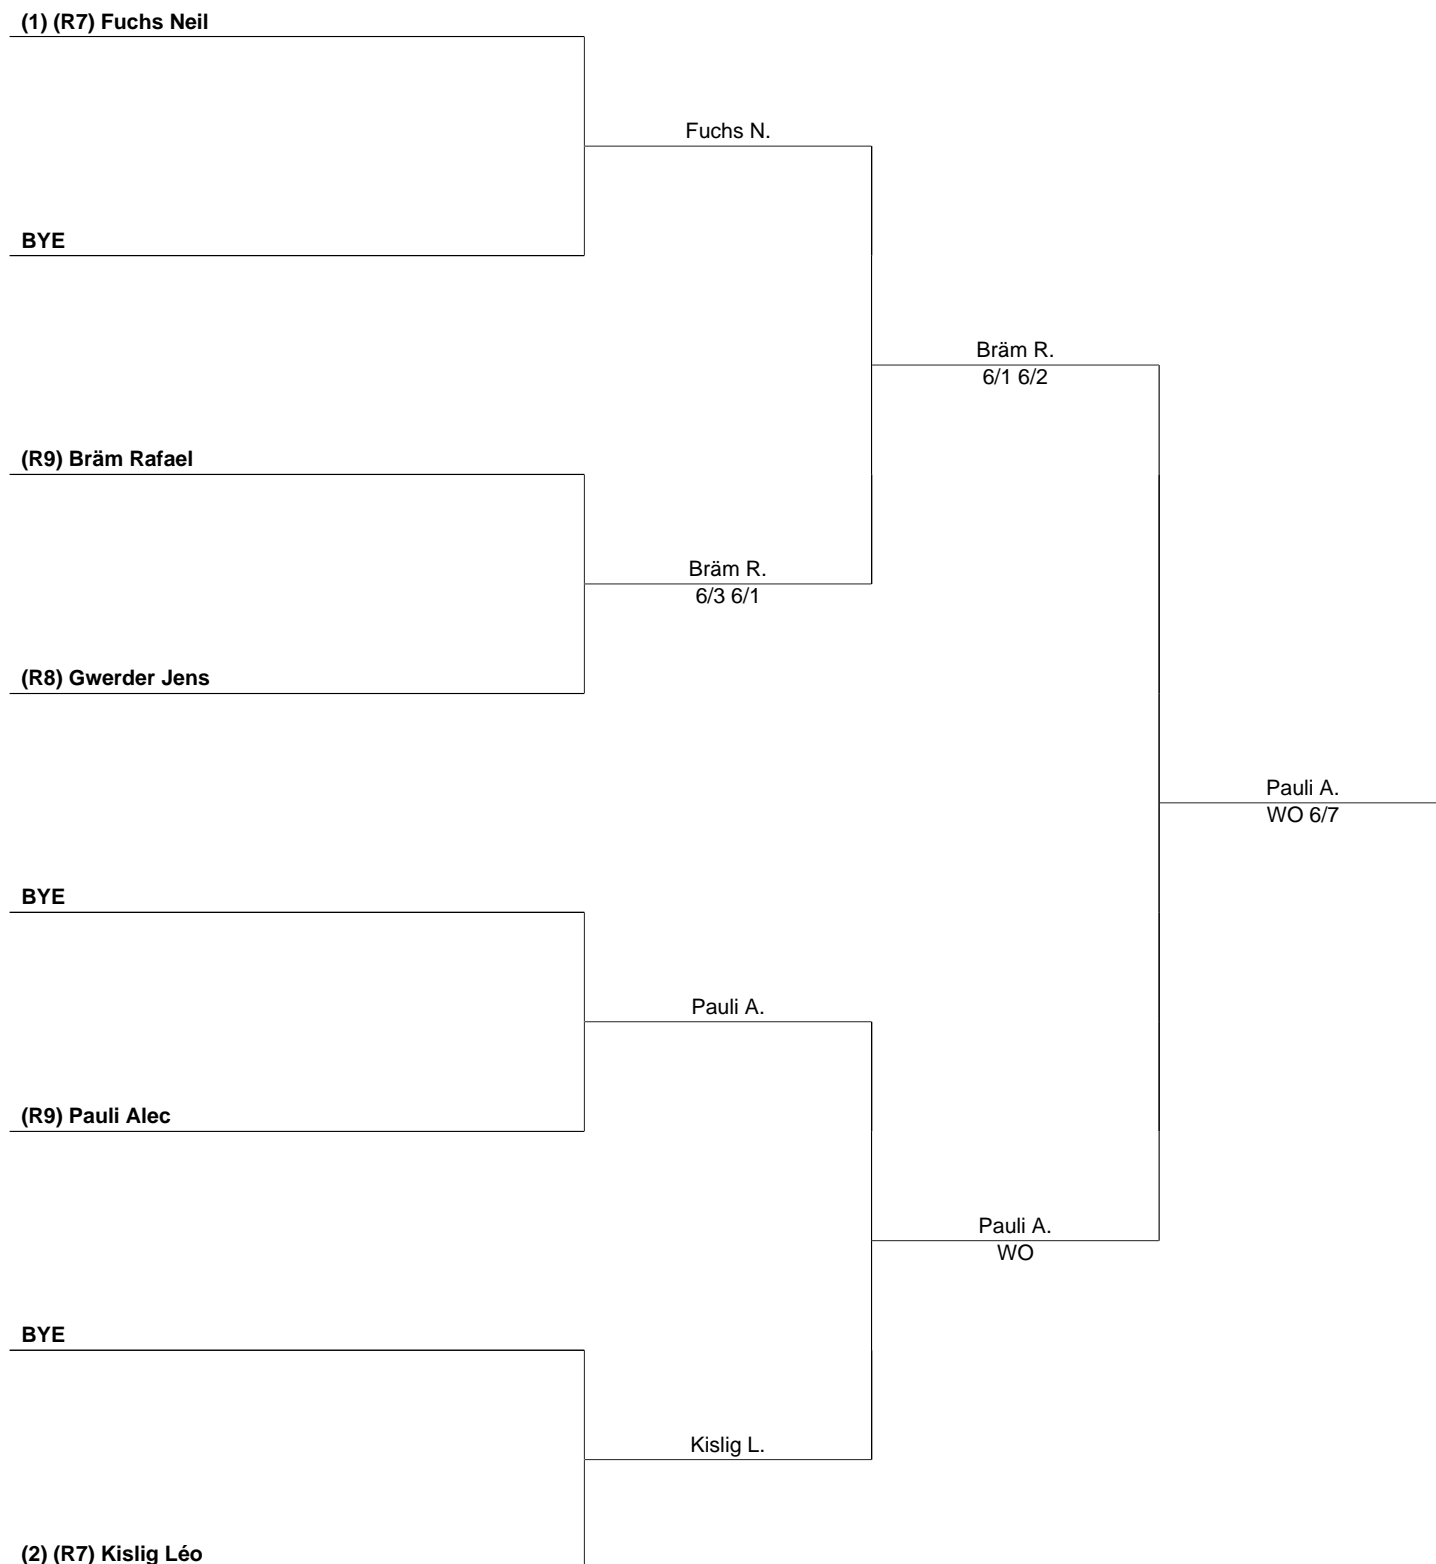 (1) (R7) Fuchs Neil
Fuchs N.
BYE
Bräm R.
6/1 6/2
(R9) Bräm Rafael
Bräm R.
6/3 6/1
(R8) Gwerder Jens
Pauli A.
WO 6/7
BYE
Pauli A.
(R9) Pauli Alec
Pauli A.
WO
BYE
Kislig L.
(2) (R7) Kislig Léo